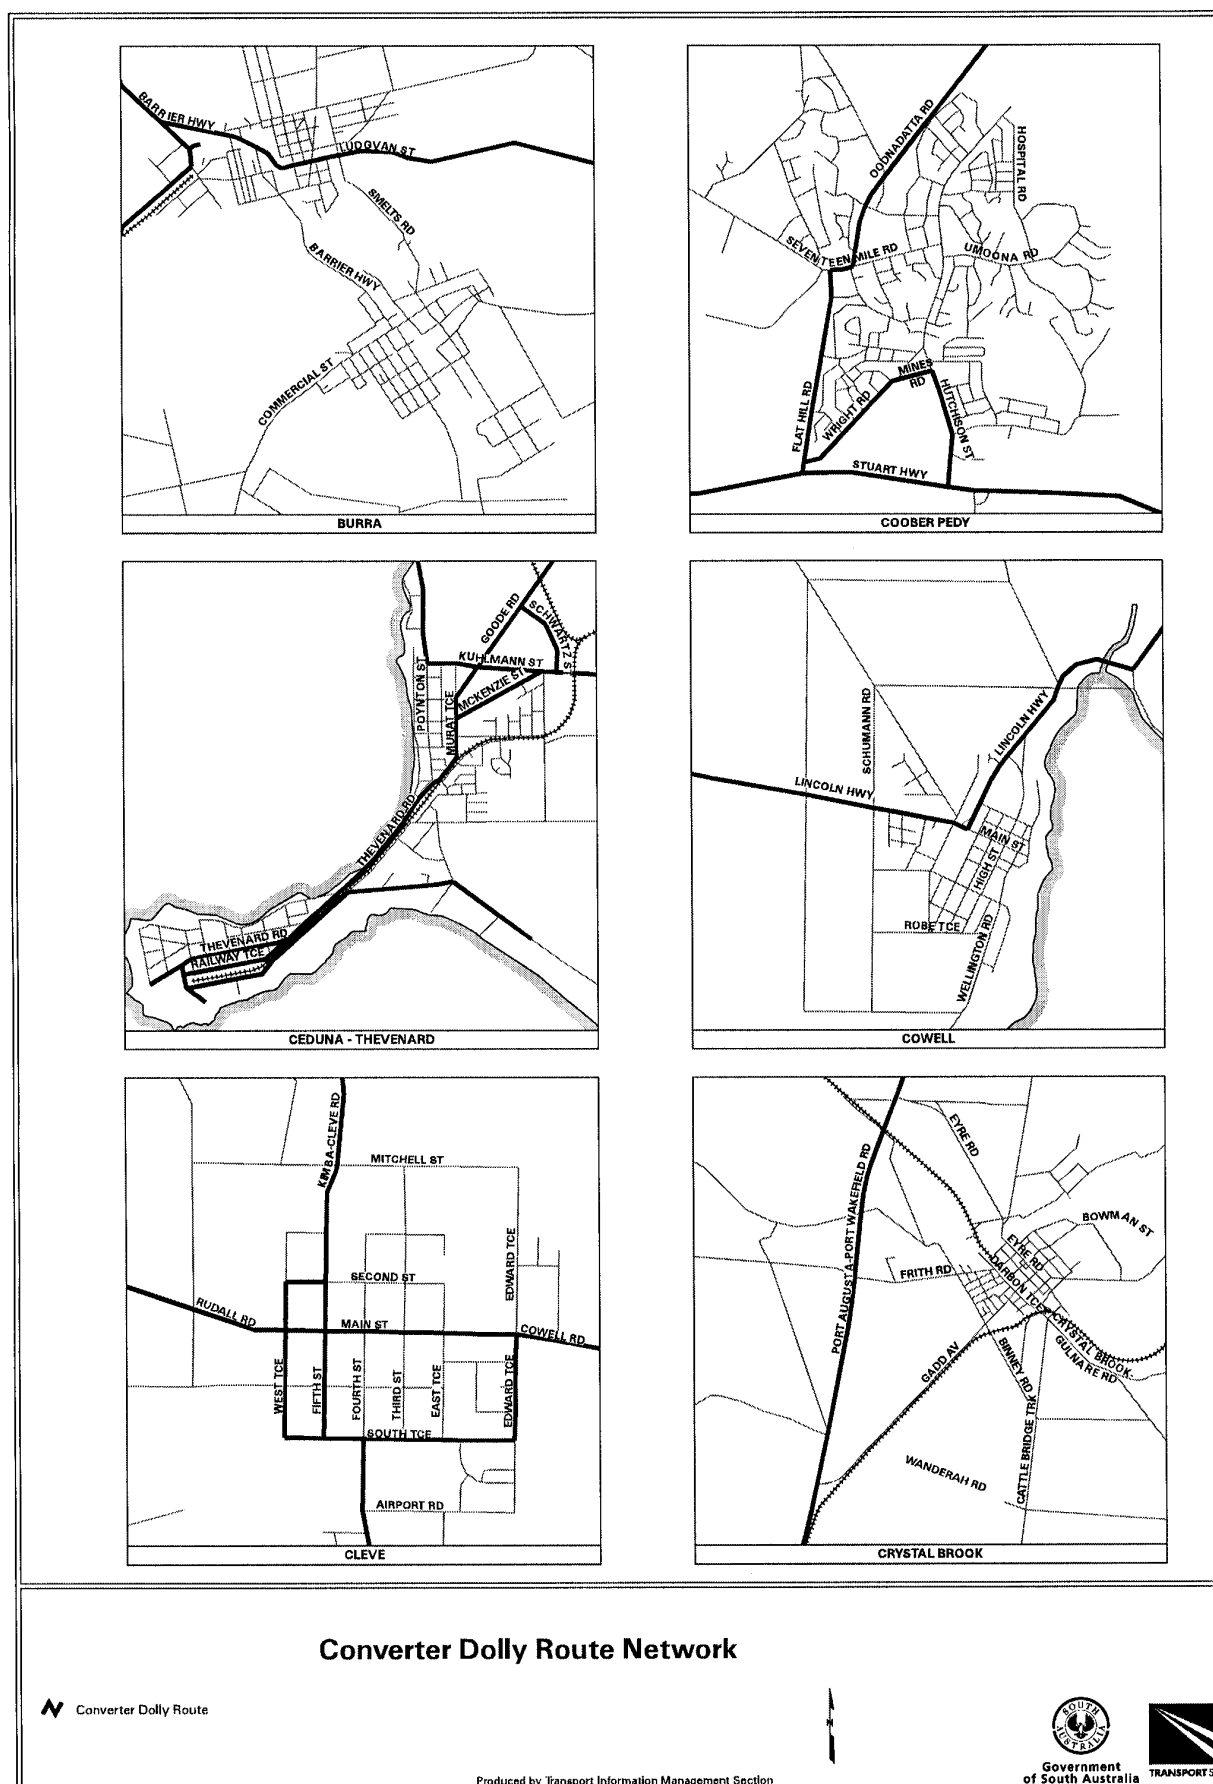 BARRIER HWY
LUDGVAN ST
SMELTS RD
BARRIER HWY
COMMERCIAL ST
BURRA
OODNADATTA RD
HOSPITAL RD
SEVENTEEN MILE RD
UMOONA RD
MINES RD
FLAT HILL RD
WRIGHT RD
HUTCHISON ST
STUART HWY
COOBER PEDY
GOODE RD
SCHWARTZ S
KUHLMANN ST
POYNTON ST
MCKENZIE ST
MURAT TCE
THEVENARD RD
THEVENARD RD
RAILWAY TCE
CEDUNA - THEVENARD
SCHUMANN RD
LINCOLN HWY
LINCOLN HWY
MAIN ST
HIGH ST
ROBE TCE
WELLINGTON RD
COWELL
KIMBA-CLEVE RD
MITCHELL ST
EDWARD TCE
SECOND ST
RUDALL RD
MAIN ST
COWELL RD
WEST TCE
FIFTH ST
FOURTH ST
THIRD ST
EAST TCE
EDWARD TCE
SOUTH TCE
AIRPORT RD
CLEVE
EYRE RD
PORT AUGUSTA-PORT WAKEFIELD RD
BOWMAN ST
EYRE RD
FRITH RD
DARBON TCE
CRYSTAL BROOK-
GULNARE RD
GADD AV
BINNEY RD
CATTLE BRIDGE TRK
WANDERAH RD
CRYSTAL BROOK
Converter Dolly Route Network
Converter Dolly Route
SOUTH
AUSTRALIA
Government
of South Australia
TRANSPORT S
Produced by Transport Information Management Section